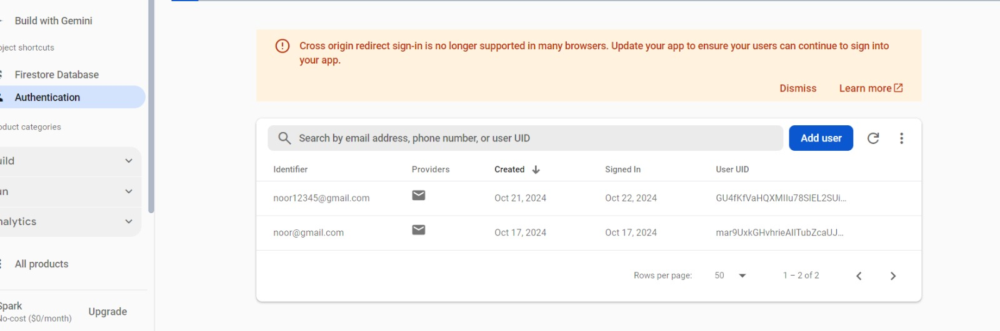 Build with Gemini
oject shortcuts
Firestore Database
Authentication
oduct categories
ild
un
nalytics
All products
Spark
No-cost ($0/month)
Upgrade
Cross origin redirect sign-in is no longer supported in many browsers. Update your app to ensure your users can continue to sign into
your app.
Dismiss Learn more
Search by email address, phone number, or user UID Add user
Identifier Providers Created Signed In User UID
noor12345@gmail.com Oct 21, 2024 Oct 22, 2024 GU4fKfVaHQXMIlu78SIEL2SUi...
noor@gmail.com Oct 17, 2024 Oct 17, 2024 mar9UxkGHvhrieAIlTubZcaUJ...
Rows per page: 50 1 – 2 of 2